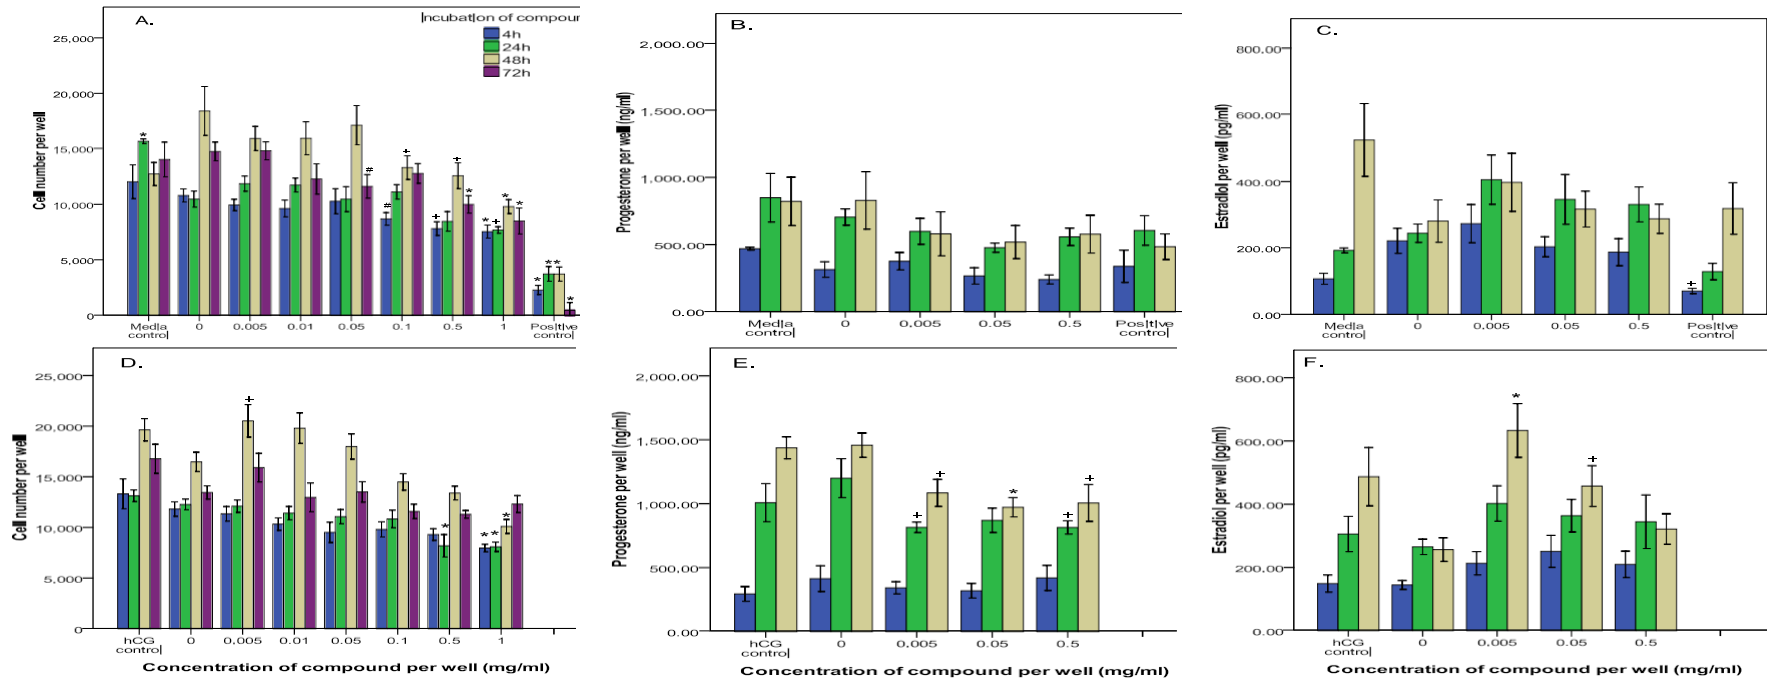 A.
Incubation of compour
4h
24h
48h
72h
Cell number per well
25,000
20,000
15,000
10,000
5,000
0
* # # + + + * * + * * * ** *
Media control
0
0.005
0.01
0.05
0.1
0.5
1
Positive control
B.
Progesterone per well (ng/ml)
2,000.00
1,500.00
1,000.00
500.00
0.00
Media control
0
0.005
0.05
0.5
Positive control
C.
Estradiol per well (pg/ml)
800.00
600.00
400.00
200.00
00.00
+
Media control
0
0.005
0.05
0.5
Positive control
D.
Cell number per well
25,000
20,000
15,000
10,000
5,000
0
+ * * * *
hCG control
0
0.005
0.01
0.05
0.1
0.5
1
Concentration of compound per well (mg/ml)
E.
Progesterone per well (ng/ml)
2,000.00
1,500.00
1,000.00
500.00
0.00
+ + * + +
hCG control
0
0.005
0.05
0.5
Concentration of compound per well (mg/ml)
F.
Estradiol per well (pg/ml)
800.00
600.00
400.00
200.00
00.00
* +
hCG control
0
0.005
0.05
0.5
Concentration of compound per well (mg/ml)